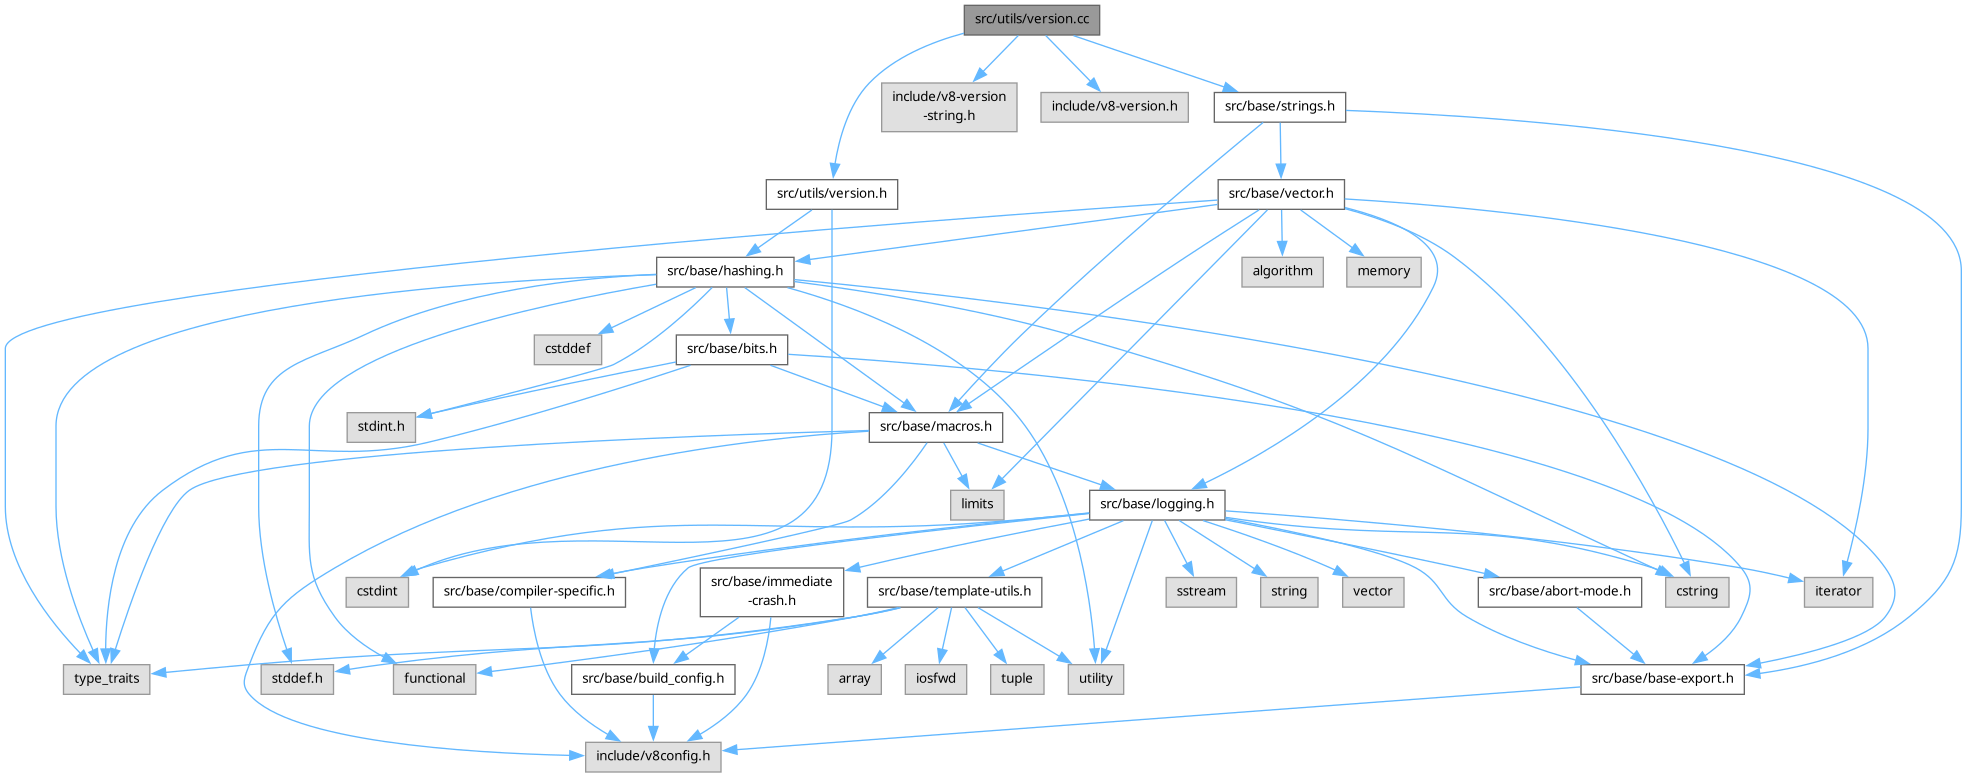 src/utils/version.cc
include/v8-version
-string.h
include/v8-version.h
src/base/strings.h
src/utils/version.h
src/base/vector.h
src/base/hashing.h
algorithm
memory
cstddef
src/base/bits.h
stdint.h
src/base/macros.h
limits
src/base/logging.h
cstdint
src/base/compiler-specific.h
src/base/immediate
-crash.h
src/base/template-utils.h
sstream
string
vector
src/base/abort-mode.h
cstring
iterator
type_traits
stddef.h
functional
src/base/build_config.h
array
iosfwd
tuple
utility
src/base/base-export.h
include/v8config.h